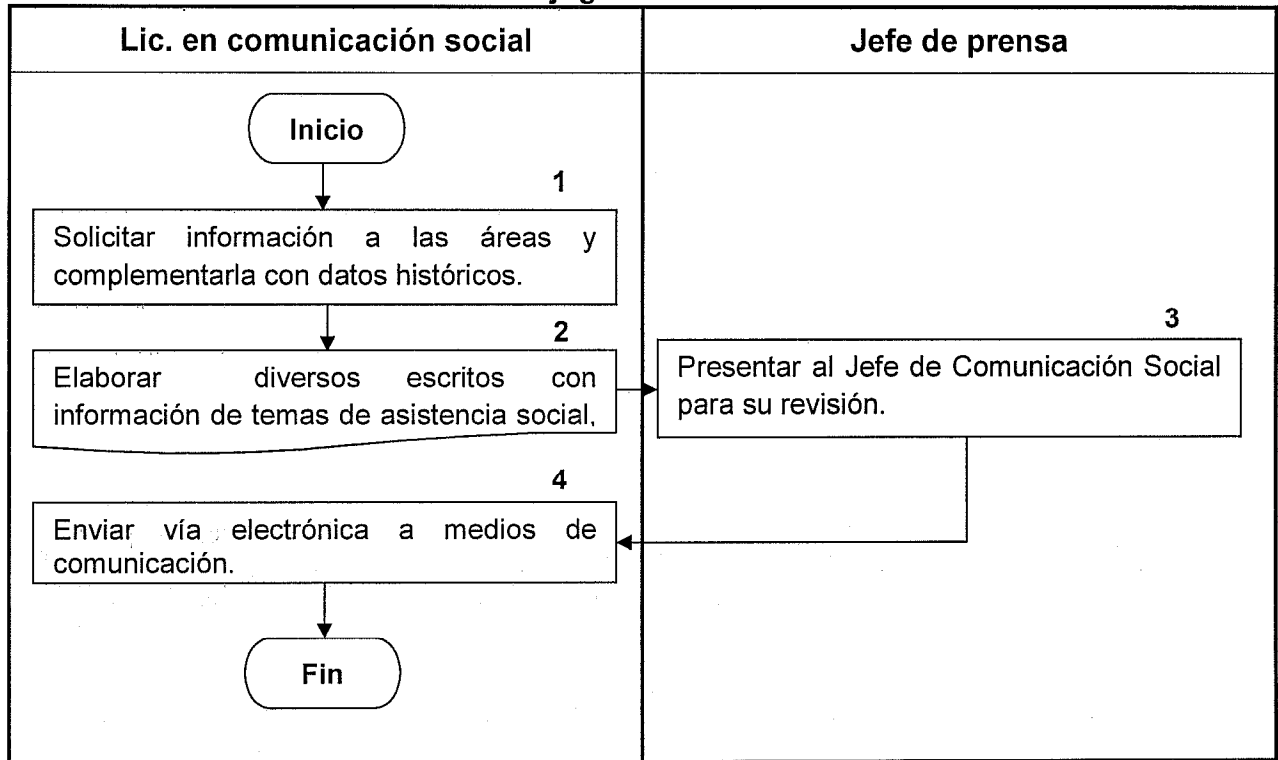 Lic. en comunicación social
Jefe de prensa
Inicio
1
Solicitar información a las áreas y
complementarla con datos históricos.
2
Elaborar diversos escritos con
información de temas de asistencia social,
3
Presentar al Jefe de Comunicación Social
para su revisión.
4
Enviar vía electrónica a medios de
comunicación.
Fin